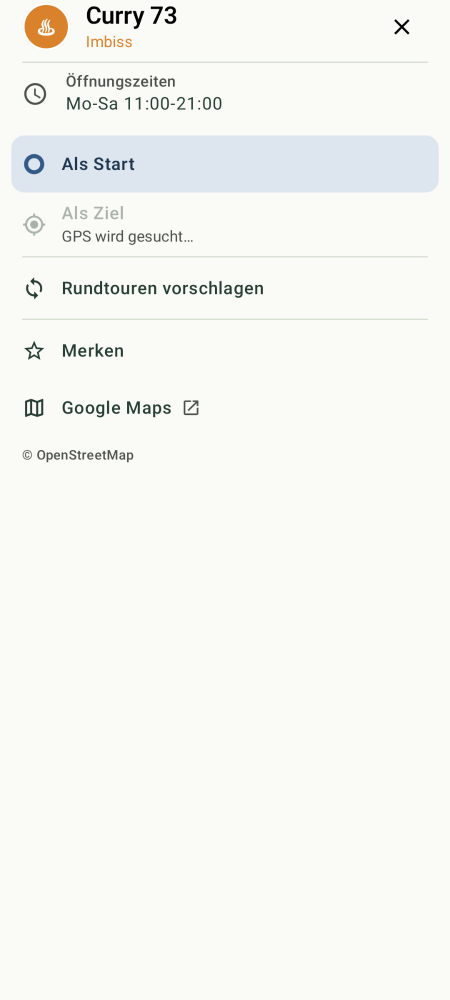 Curry 73
Imbiss
Öffnungszeiten
Mo-Sa 11:00-21:00
Als Start
Als Ziel
GPS wird gesucht…
Rundtouren vorschlagen
Merken
Google Maps
© OpenStreetMap